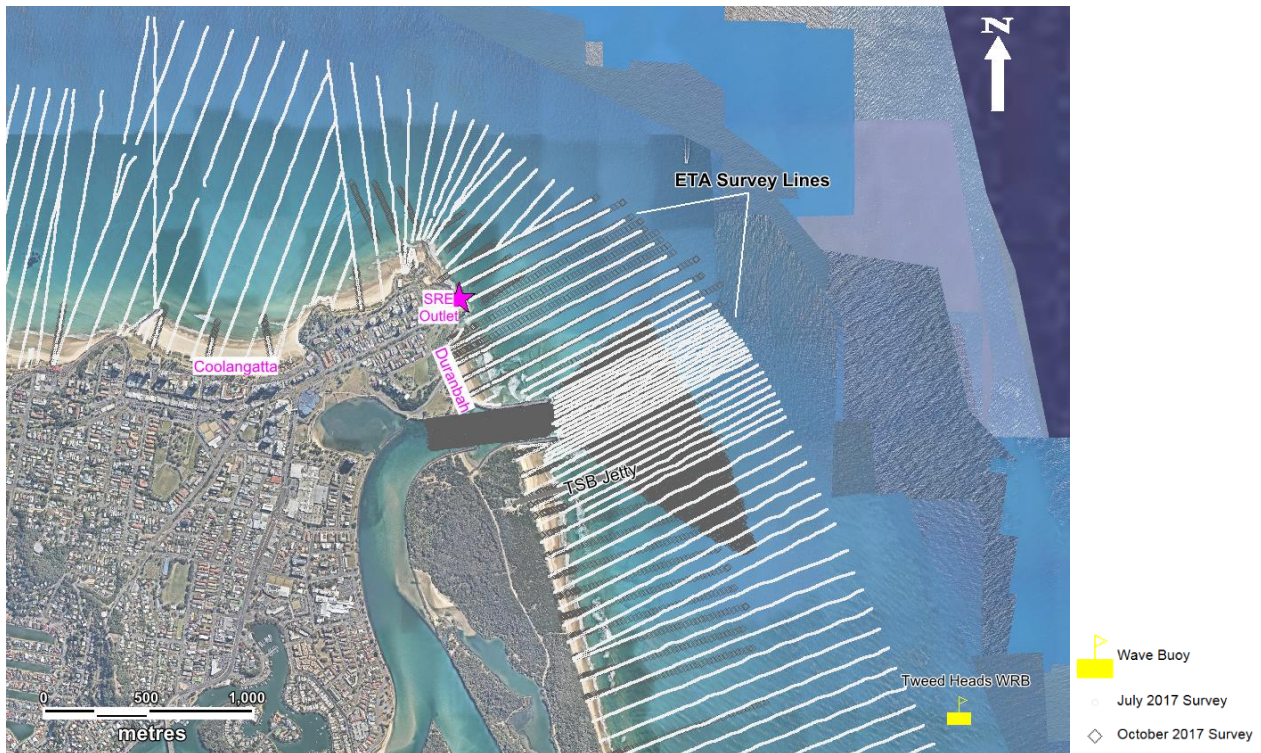 N
ETA Survey Lines
SRE
Outlet
Coolangatta
Duranbah
TSB Jetty
Tweed Heads WRB
0 500 1,000
metres
Wave Buoy
July 2017 Survey
October 2017 Survey